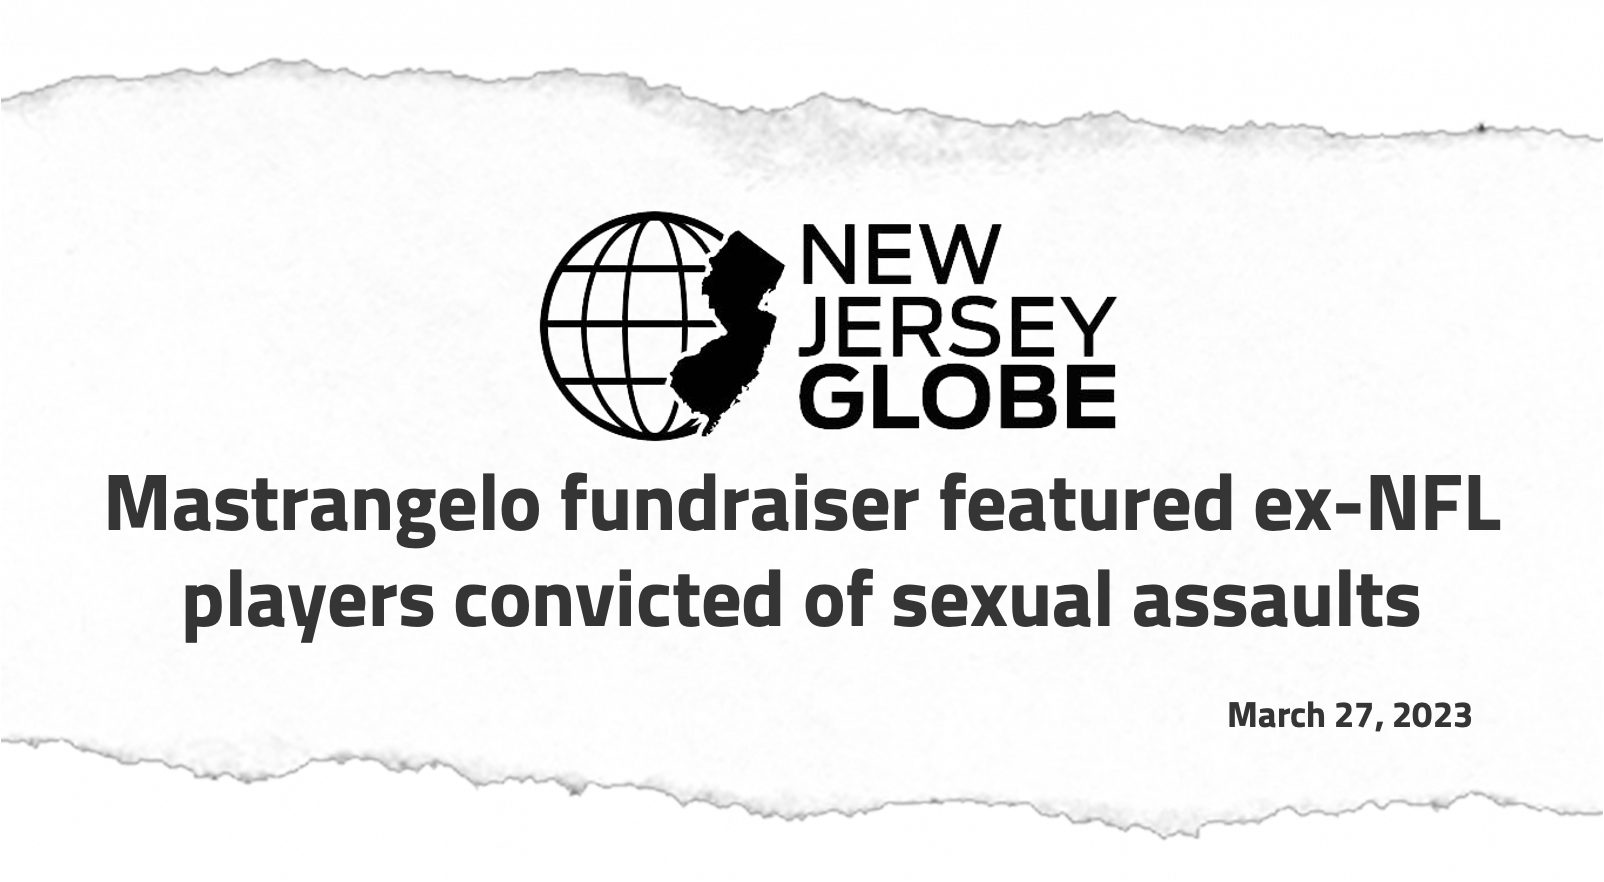 NEW
JERSEY
GLOBE
Mastrangelo fundraiser featured ex-NFL
players convicted of sexual assaults
March 27, 2023